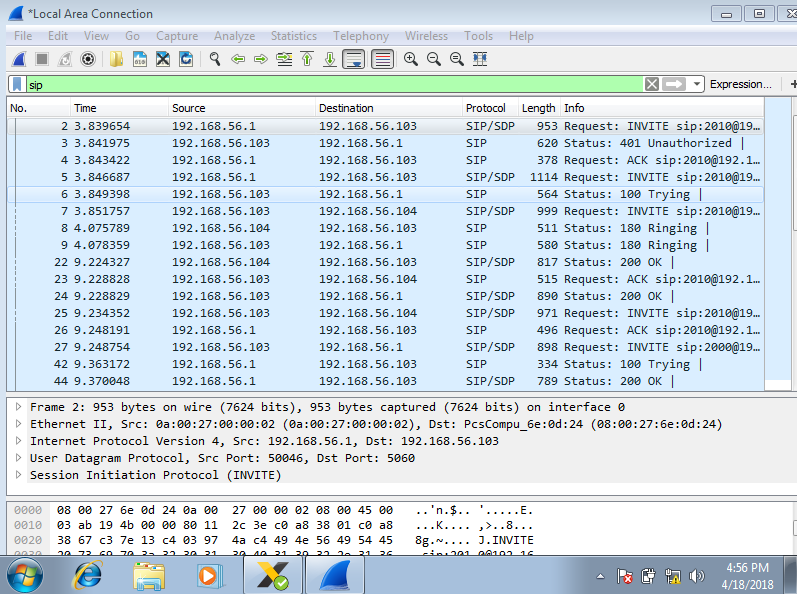 *Local Area Connection
File Edit View Go Capture Analyze Statistics Telephony Wireless Tools Help
sip Expression... +
No. Time Source Destination Protocol Length Info
2 3.839654 192.168.56.1 192.168.56.103 SIP/SDP 953 Request: INVITE sip:2010@19…
3 3.841975 192.168.56.103 192.168.56.1 SIP 620 Status: 401 Unauthorized |
4 3.843422 192.168.56.1 192.168.56.103 SIP 378 Request: ACK sip:2010@192.1…
5 3.846687 192.168.56.1 192.168.56.103 SIP/SDP 1114 Request: INVITE sip:2010@19…
6 3.849398 192.168.56.103 192.168.56.1 SIP 564 Status: 100 Trying |
7 3.851757 192.168.56.103 192.168.56.104 SIP/SDP 999 Request: INVITE sip:2010@19…
8 4.075789 192.168.56.104 192.168.56.103 SIP 511 Status: 180 Ringing |
9 4.078359 192.168.56.103 192.168.56.1 SIP 580 Status: 180 Ringing |
22 9.224327 192.168.56.104 192.168.56.103 SIP/SDP 817 Status: 200 OK |
23 9.228828 192.168.56.103 192.168.56.104 SIP 515 Request: ACK sip:2010@192.1…
24 9.228829 192.168.56.103 192.168.56.1 SIP/SDP 890 Status: 200 OK |
25 9.234352 192.168.56.103 192.168.56.104 SIP/SDP 971 Request: INVITE sip:2010@19…
26 9.248191 192.168.56.1 192.168.56.103 SIP 496 Request: ACK sip:2010@192.1…
27 9.248754 192.168.56.103 192.168.56.1 SIP/SDP 898 Request: INVITE sip:2000@19…
42 9.363172 192.168.56.1 192.168.56.103 SIP 334 Status: 100 Trying |
44 9.370048 192.168.56.1 192.168.56.103 SIP/SDP 789 Status: 200 OK |
Frame 2: 953 bytes on wire (7624 bits), 953 bytes captured (7624 bits) on interface 0
Ethernet II, Src: 0a:00:27:00:00:02 (0a:00:27:00:00:02), Dst: PcsCompu_6e:0d:24 (08:00:27:6e:0d:24)
Internet Protocol Version 4, Src: 192.168.56.1, Dst: 192.168.56.103
User Datagram Protocol, Src Port: 50046, Dst Port: 5060
Session Initiation Protocol (INVITE)
0000 08 00 27 6e 0d 24 0a 00 27 00 00 02 08 00 45 00 ..'n.$.. '.....E.
0010 03 ab 19 4b 00 00 80 11 2c 3e c0 a8 38 01 c0 a8 ...K.... ,>..8...
0020 38 67 c3 7e 13 c4 03 97 4a c4 49 4e 56 49 54 45 8g.~.... J.INVITE
20 73 69 70 3a 32 30 31 30 40 31 39 32 2e 31 36 sip:201 0@192.16
4:56 PM
4/18/2018